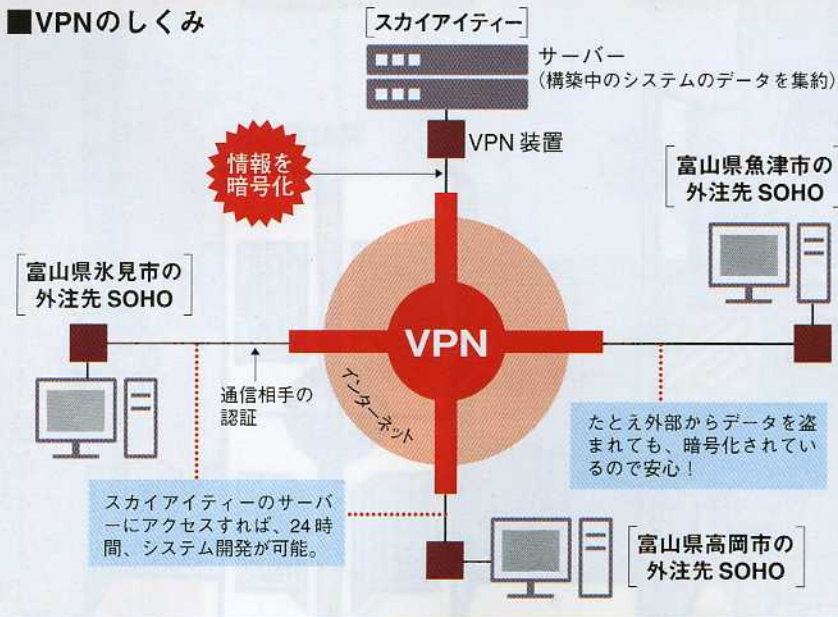 ■VPNのしくみ
[スカイアイティー]
サーバー
(構築中のシステムのデータを集約)
VPN装置
情報を
暗号化
富山県魚津市の
外注先SOHO
富山県氷見市の
外注先SOHO
VPN
インターネット
通信相手の
認証
たとえ外部からデータを盗
まれても、暗号化されてい
るので安心！
スカイアイティーのサーバ
ーにアクセスすれば、24時
間、システム開発が可能。
富山県高岡市の
外注先SOHO